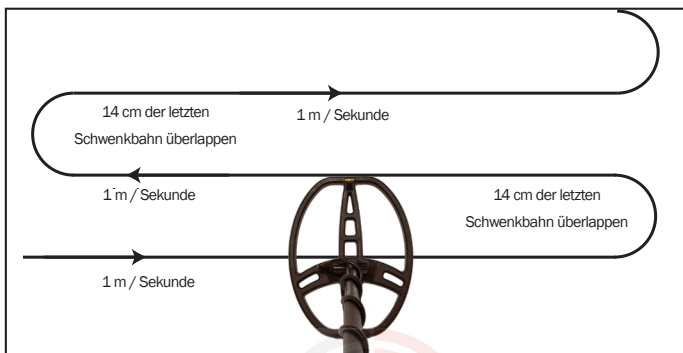 14 cm der letzten
Schwenkbahn überlappen
1 m / Sekunde
1 m / Sekunde
14 cm der letzten
Schwenkbahn überlappen
1 m / Sekunde